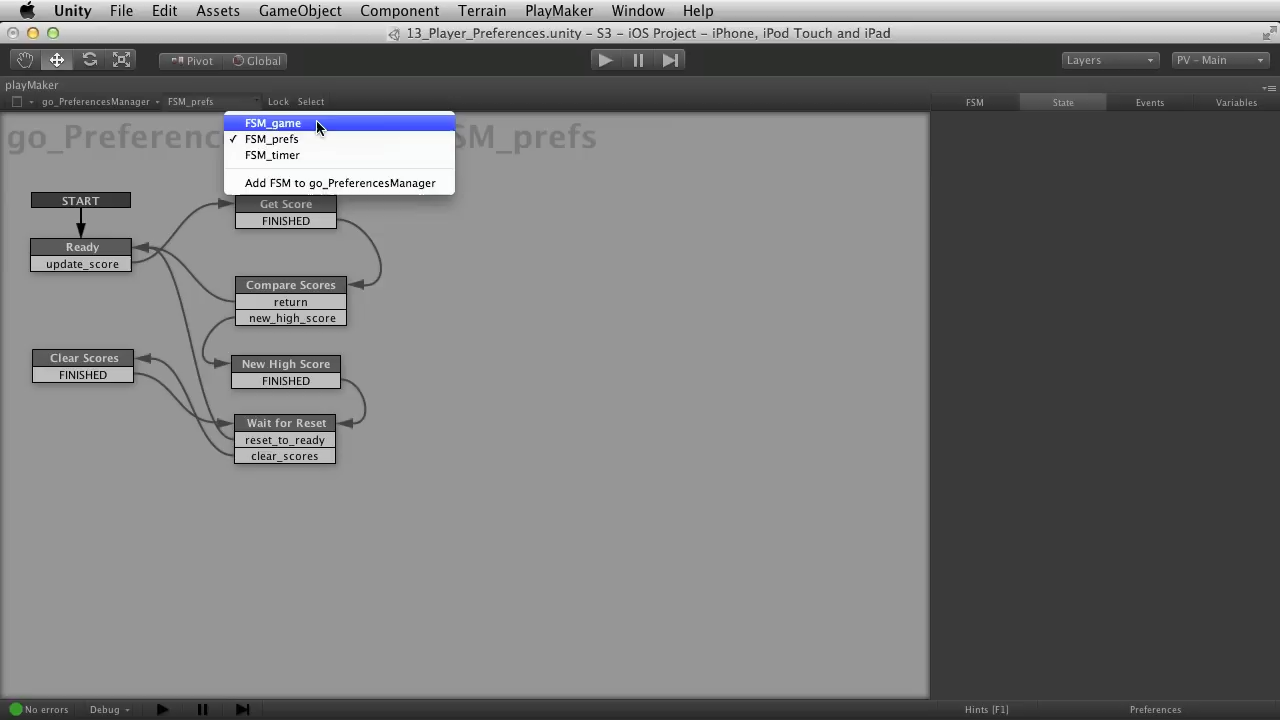 Unity File Edit Assets GameObject Component Terrain PlayMaker Window Help
13_Player_Preferences.unity - S3 - iOS Project - iPhone, iPod Touch and iPad
Pivot Global Layers PV - Main
playMaker
go_PreferencesManager FSM_prefs Lock Select FSM State Events Variables
go_Preferenc SM_prefs
FSM_game
✓ FSM_prefs
FSM_timer
Add FSM to go_PreferencesManager
START
Ready
update_score
Get Score
FINISHED
Compare Scores
return
new_high_score
Clear Scores
FINISHED
New High Score
FINISHED
Wait for Reset
reset_to_ready
clear_scores
No errors Debug Hints [F1] Preferences